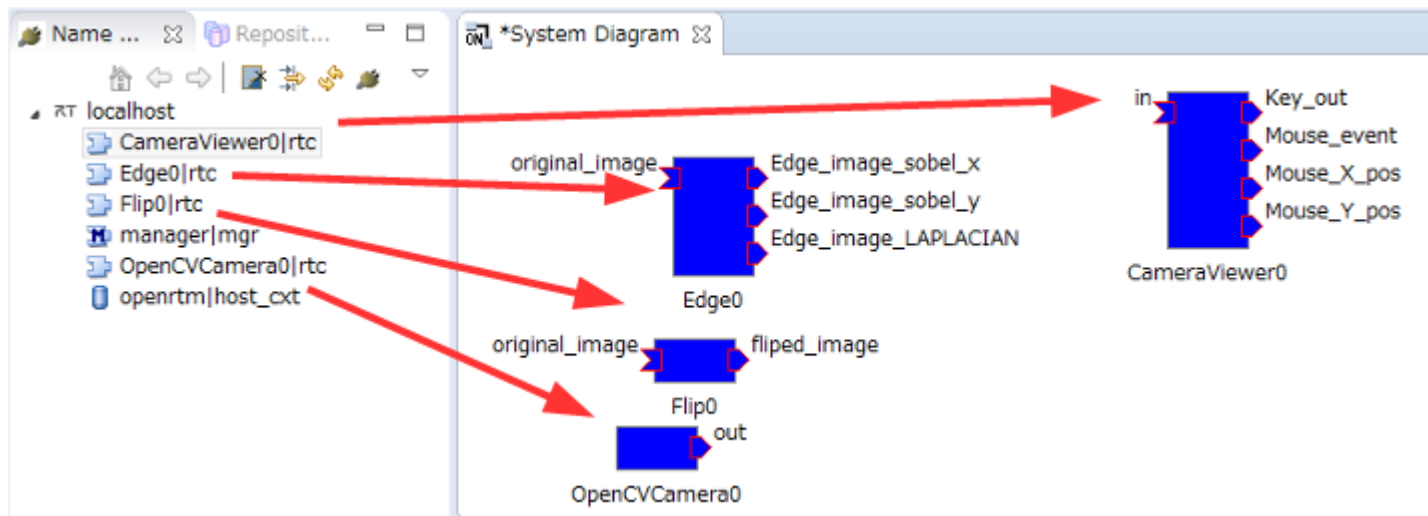 Name ...
Reposit...
localhost
CameraViewer0|rtc
Edge0|rtc
Flip0|rtc
manager|mgr
OpenCVCamera0|rtc
openrtm|host_cxt
ON
*System Diagram
in
Key_out
Mouse_event
Mouse_X_pos
Mouse_Y_pos
CameraViewer0
original_image
Edge_image_sobel_x
Edge_image_sobel_y
Edge_image_LAPLACIAN
Edge0
original_image
fliped_image
Flip0
out
OpenCVCamera0